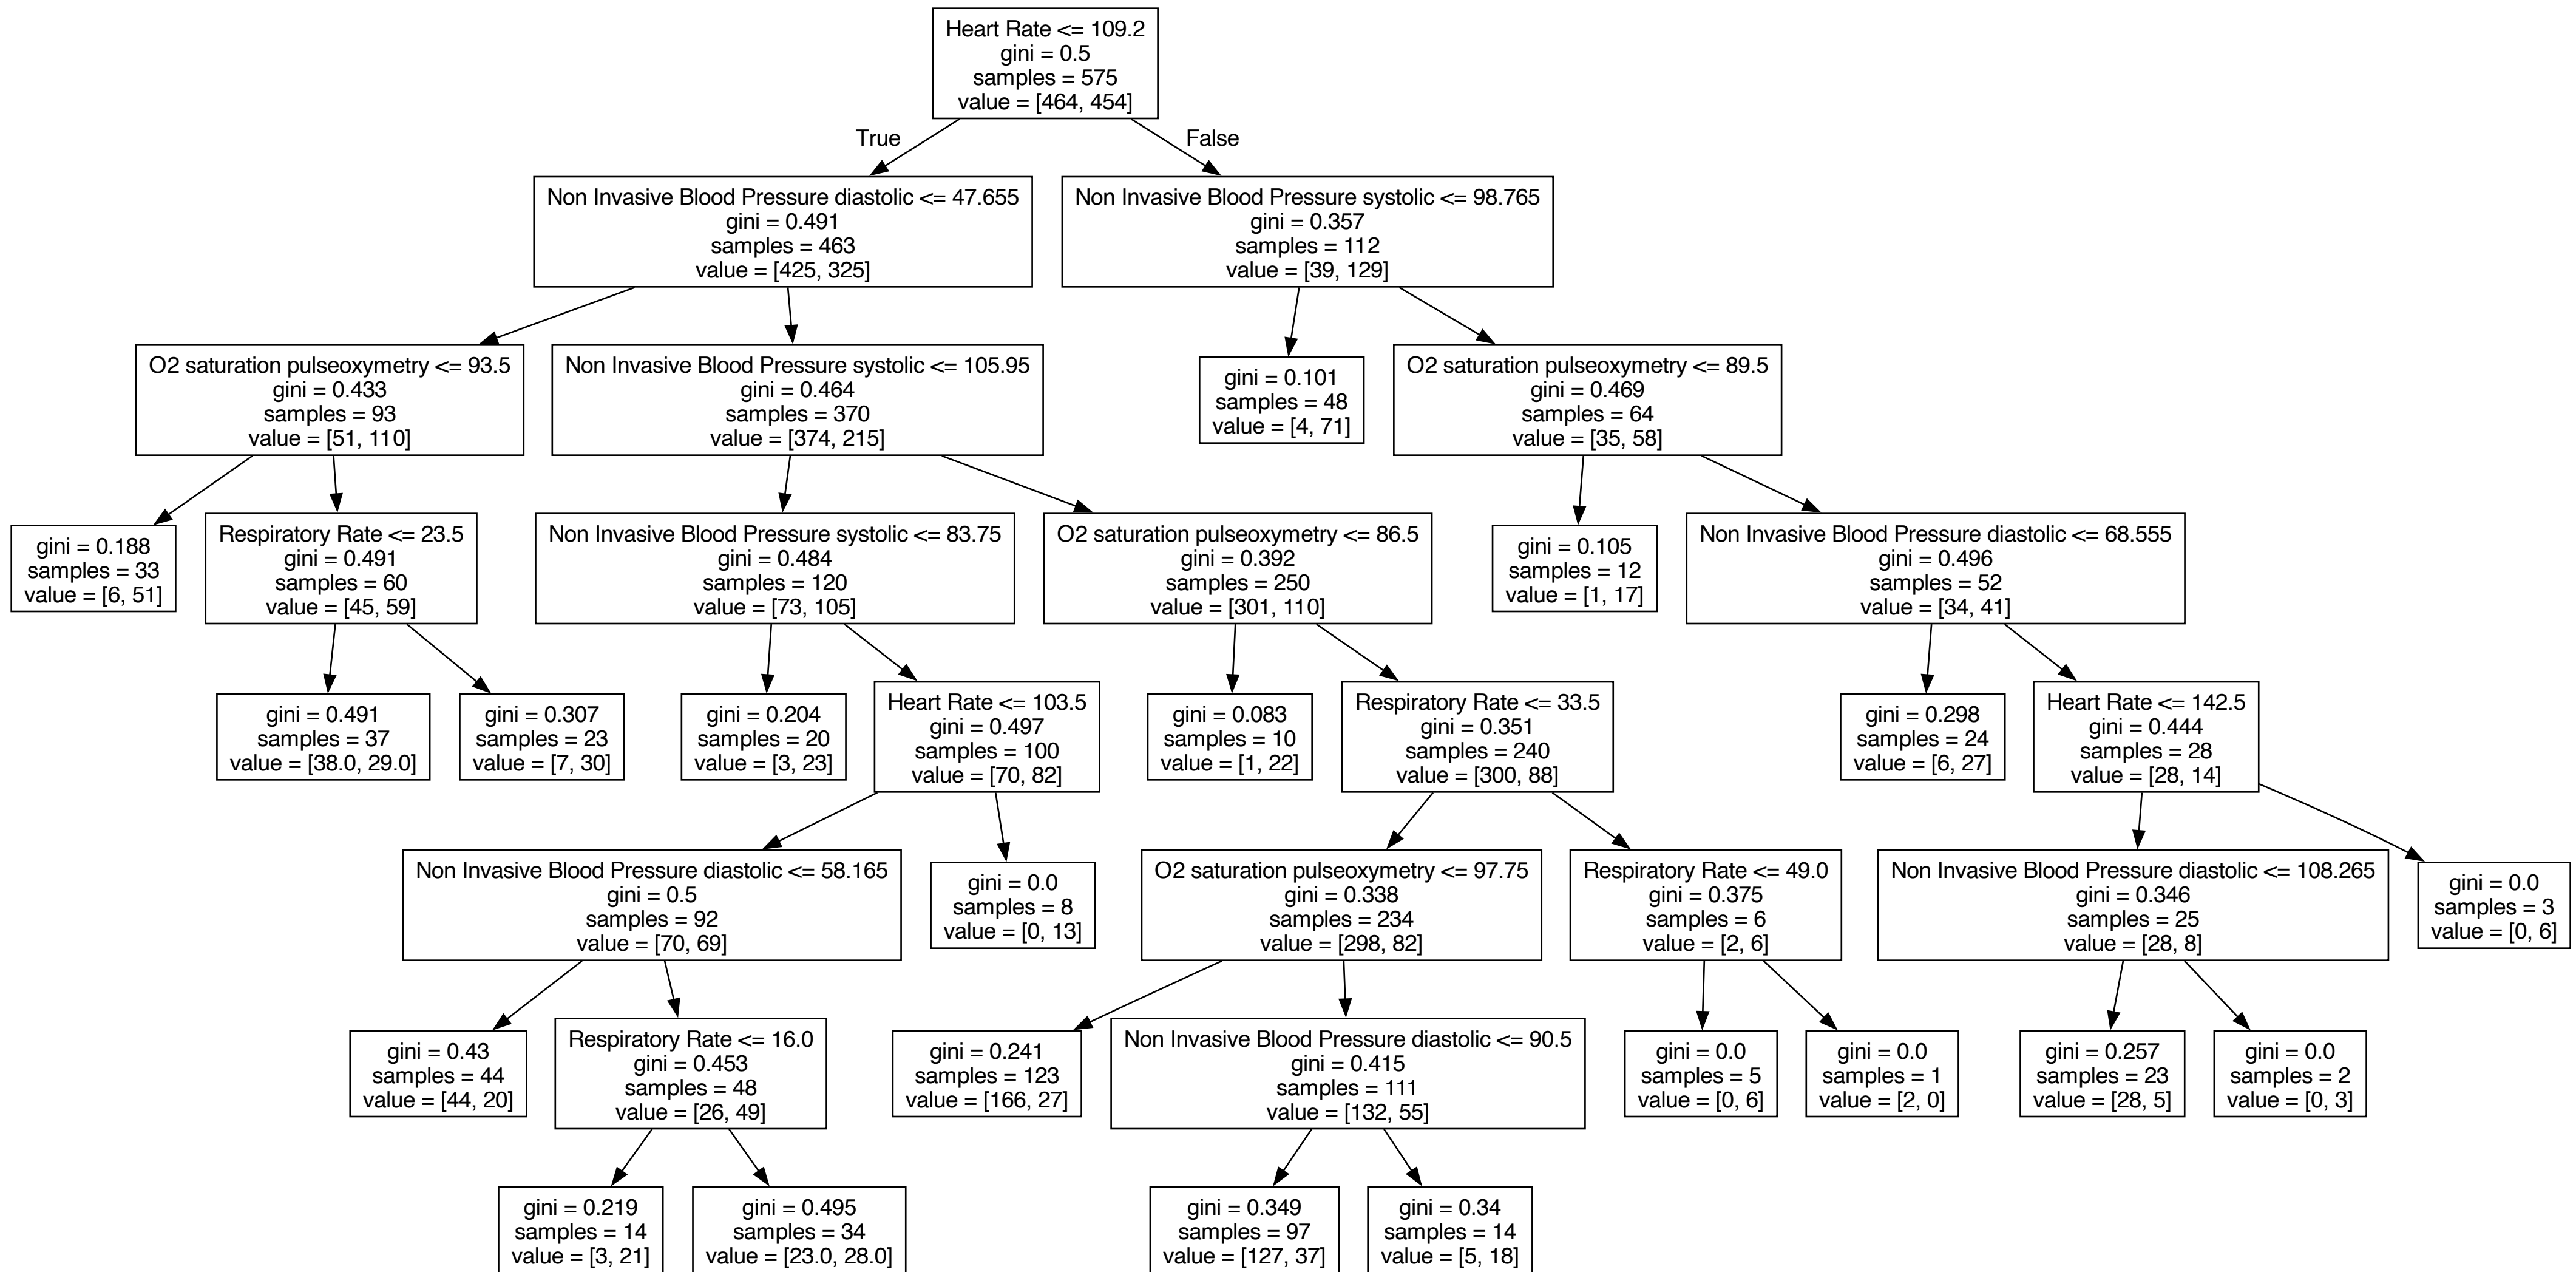 Heart Rate <= 109.2
gini = 0.5
samples = 575
value = [464, 454]
True
False
Non Invasive Blood Pressure diastolic <= 47.655
gini = 0.491
samples = 463
value = [425, 325]
Non Invasive Blood Pressure systolic <= 98.765
gini = 0.357
samples = 112
value = [39, 129]
O2 saturation pulseoxymetry <= 93.5
gini = 0.433
samples = 93
value = [51, 110]
Non Invasive Blood Pressure systolic <= 105.95
gini = 0.464
samples = 370
value = [374, 215]
gini = 0.101
samples = 48
value = [4, 71]
O2 saturation pulseoxymetry <= 89.5
gini = 0.469
samples = 64
value = [35, 58]
gini = 0.188
samples = 33
value = [6, 51]
Respiratory Rate <= 23.5
gini = 0.491
samples = 60
value = [45, 59]
Non Invasive Blood Pressure systolic <= 83.75
gini = 0.484
samples = 120
value = [73, 105]
O2 saturation pulseoxymetry <= 86.5
gini = 0.392
samples = 250
value = [301, 110]
gini = 0.105
samples = 12
value = [1, 17]
Non Invasive Blood Pressure diastolic <= 68.555
gini = 0.496
samples = 52
value = [34, 41]
gini = 0.491
samples = 37
value = [38.0, 29.0]
gini = 0.307
samples = 23
value = [7, 30]
gini = 0.204
samples = 20
value = [3, 23]
Heart Rate <= 103.5
gini = 0.497
samples = 100
value = [70, 82]
gini = 0.083
samples = 10
value = [1, 22]
Respiratory Rate <= 33.5
gini = 0.351
samples = 240
value = [300, 88]
gini = 0.298
samples = 24
value = [6, 27]
Heart Rate <= 142.5
gini = 0.444
samples = 28
value = [28, 14]
Non Invasive Blood Pressure diastolic <= 58.165
gini = 0.5
samples = 92
value = [70, 69]
gini = 0.0
samples = 8
value = [0, 13]
O2 saturation pulseoxymetry <= 97.75
gini = 0.338
samples = 234
value = [298, 82]
Respiratory Rate <= 49.0
gini = 0.375
samples = 6
value = [2, 6]
Non Invasive Blood Pressure diastolic <= 108.265
gini = 0.346
samples = 25
value = [28, 8]
gini = 0.0
samples = 3
value = [0, 6]
gini = 0.43
samples = 44
value = [44, 20]
Respiratory Rate <= 16.0
gini = 0.453
samples = 48
value = [26, 49]
gini = 0.241
samples = 123
value = [166, 27]
Non Invasive Blood Pressure diastolic <= 90.5
gini = 0.415
samples = 111
value = [132, 55]
gini = 0.0
samples = 5
value = [0, 6]
gini = 0.0
samples = 1
value = [2, 0]
gini = 0.257
samples = 23
value = [28, 5]
gini = 0.0
samples = 2
value = [0, 3]
gini = 0.219
samples = 14
value = [3, 21]
gini = 0.495
samples = 34
value = [23.0, 28.0]
gini = 0.349
samples = 97
value = [127, 37]
gini = 0.34
samples = 14
value = [5, 18]